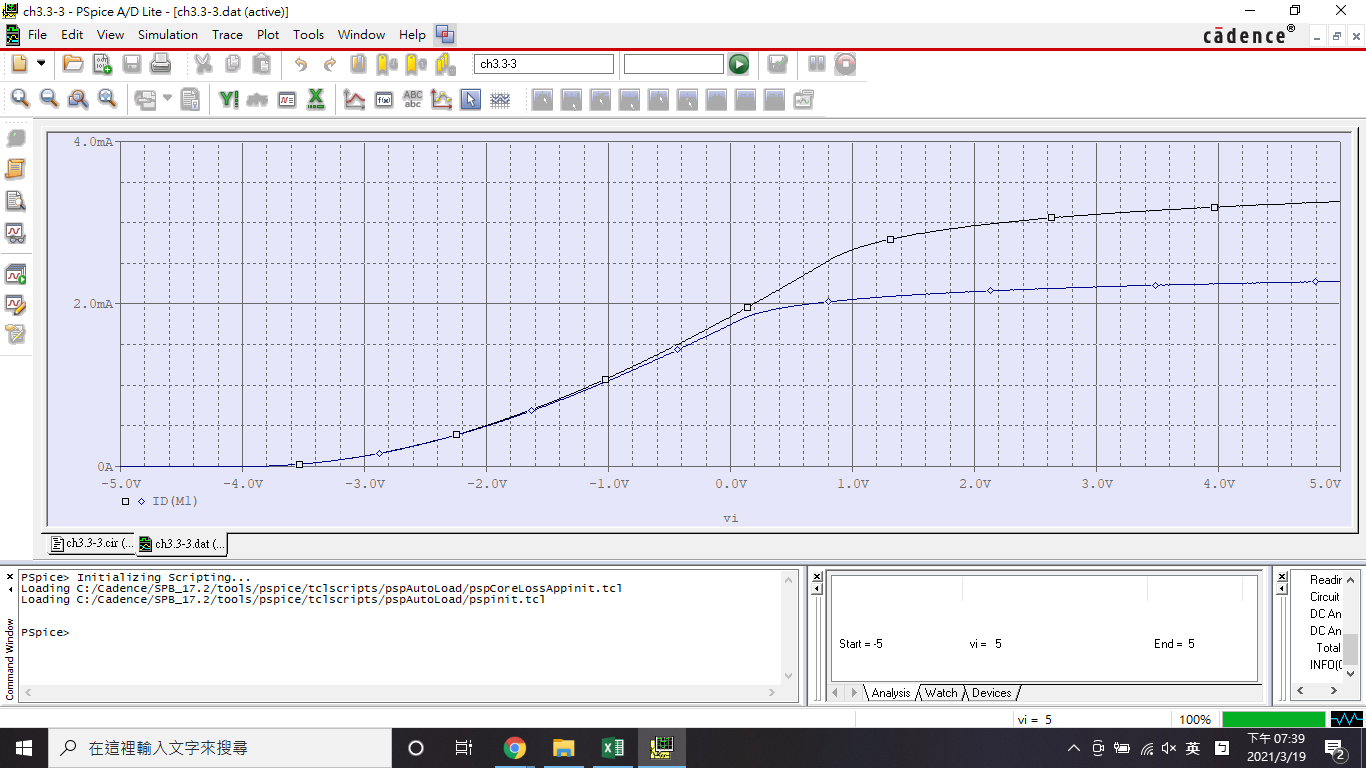 ch3.3-3 - PSpice A/D Lite - [ch3.3-3.dat (active)]
File Edit View Simulation Trace Plot Tools Window Help
cādence®
ch3.3-3
ABC
abc
f(x)
4.0mA
2.0mA
0A
-5.0V -4.0V -3.0V -2.0V -1.0V 0.0V 1.0V 2.0V 3.0V 4.0V 5.0V
ID(M1)
vi
ch3.3-3.cir (... ch3.3-3.dat (...
PSpice> Initializing Scripting...
Loading C:/Cadence/SPB_17.2/tools/pspice/tclscripts/pspAutoLoad/pspCoreLossAppinit.tcl
Loading C:/Cadence/SPB_17.2/tools/pspice/tclscripts/pspAutoLoad/pspinit.tcl
PSpice>
Command Window
Start = -5 vi = 5 End = 5
Analysis Watch Devices
Readir
Circuit
DC An
DC An
Total
INFO(C
vi = 5 100%
在這裡輸入文字來搜尋
英
下午 07:39
2021/3/19
2